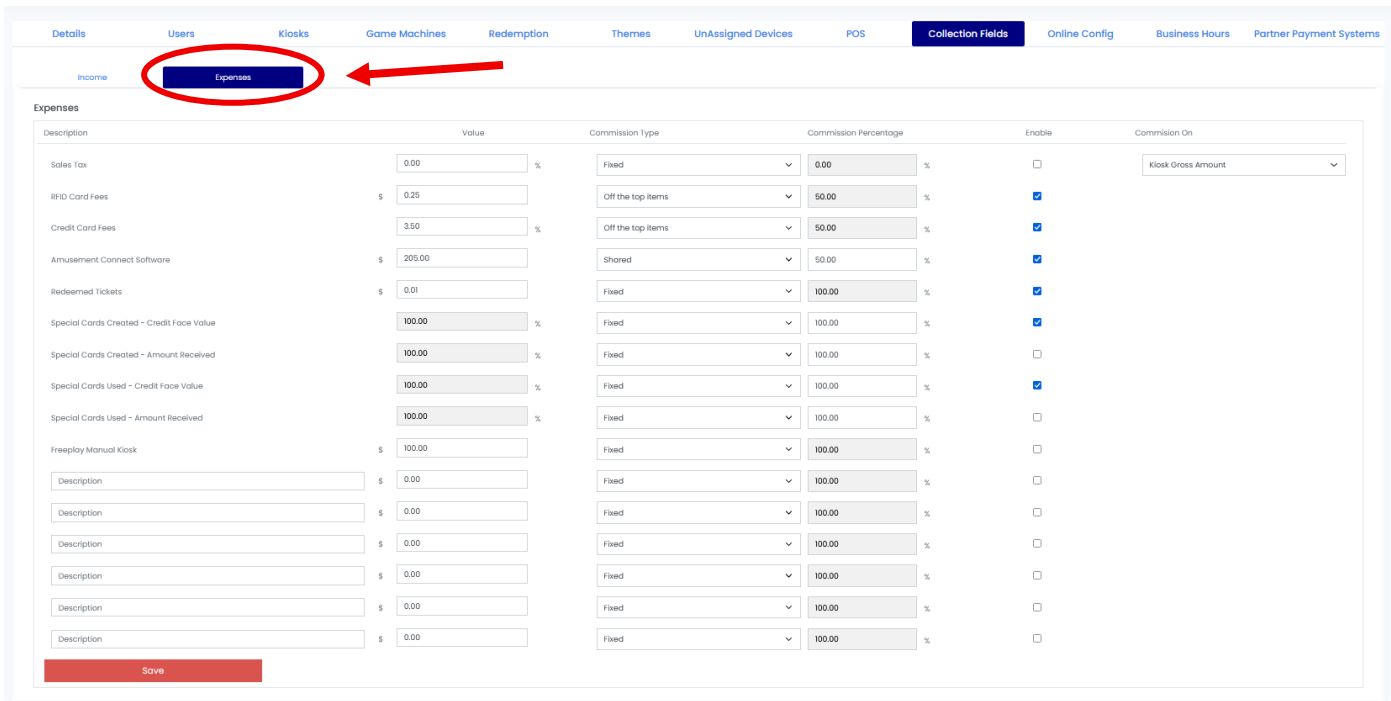 Details Users Kiosks Game Machines Redemption Themes UnAssigned Devices POS Collection Fields Online Config Business Hours Partner Payment Systems
Income Expenses
Expenses
Description Value Commission Type Commission Percentage Enable Commision On
Sales Tax 0.00 % Fixed 0.00 % Kiosk Gross Amount
RFID Card Fees $ 0.25 Off the top items 50.00 %
Credit Card Fees 3.50 % Off the top items 50.00 %
Amusement Connect Software $ 205.00 Shared 50.00 %
Redeemed Tickets $ 0.01 Fixed 100.00 %
Special Cards Created - Credit Face Value 100.00 % Fixed 100.00 %
Special Cards Created - Amount Received 100.00 % Fixed 100.00 %
Special Cards Used - Credit Face Value 100.00 % Fixed 100.00 %
Special Cards Used - Amount Received 100.00 % Fixed 100.00 %
Freeplay Manual Kiosk $ 100.00 Fixed 100.00 %
Description $ 0.00 Fixed 100.00 %
Description $ 0.00 Fixed 100.00 %
Description $ 0.00 Fixed 100.00 %
Description $ 0.00 Fixed 100.00 %
Description $ 0.00 Fixed 100.00 %
Description $ 0.00 Fixed 100.00 %
Save